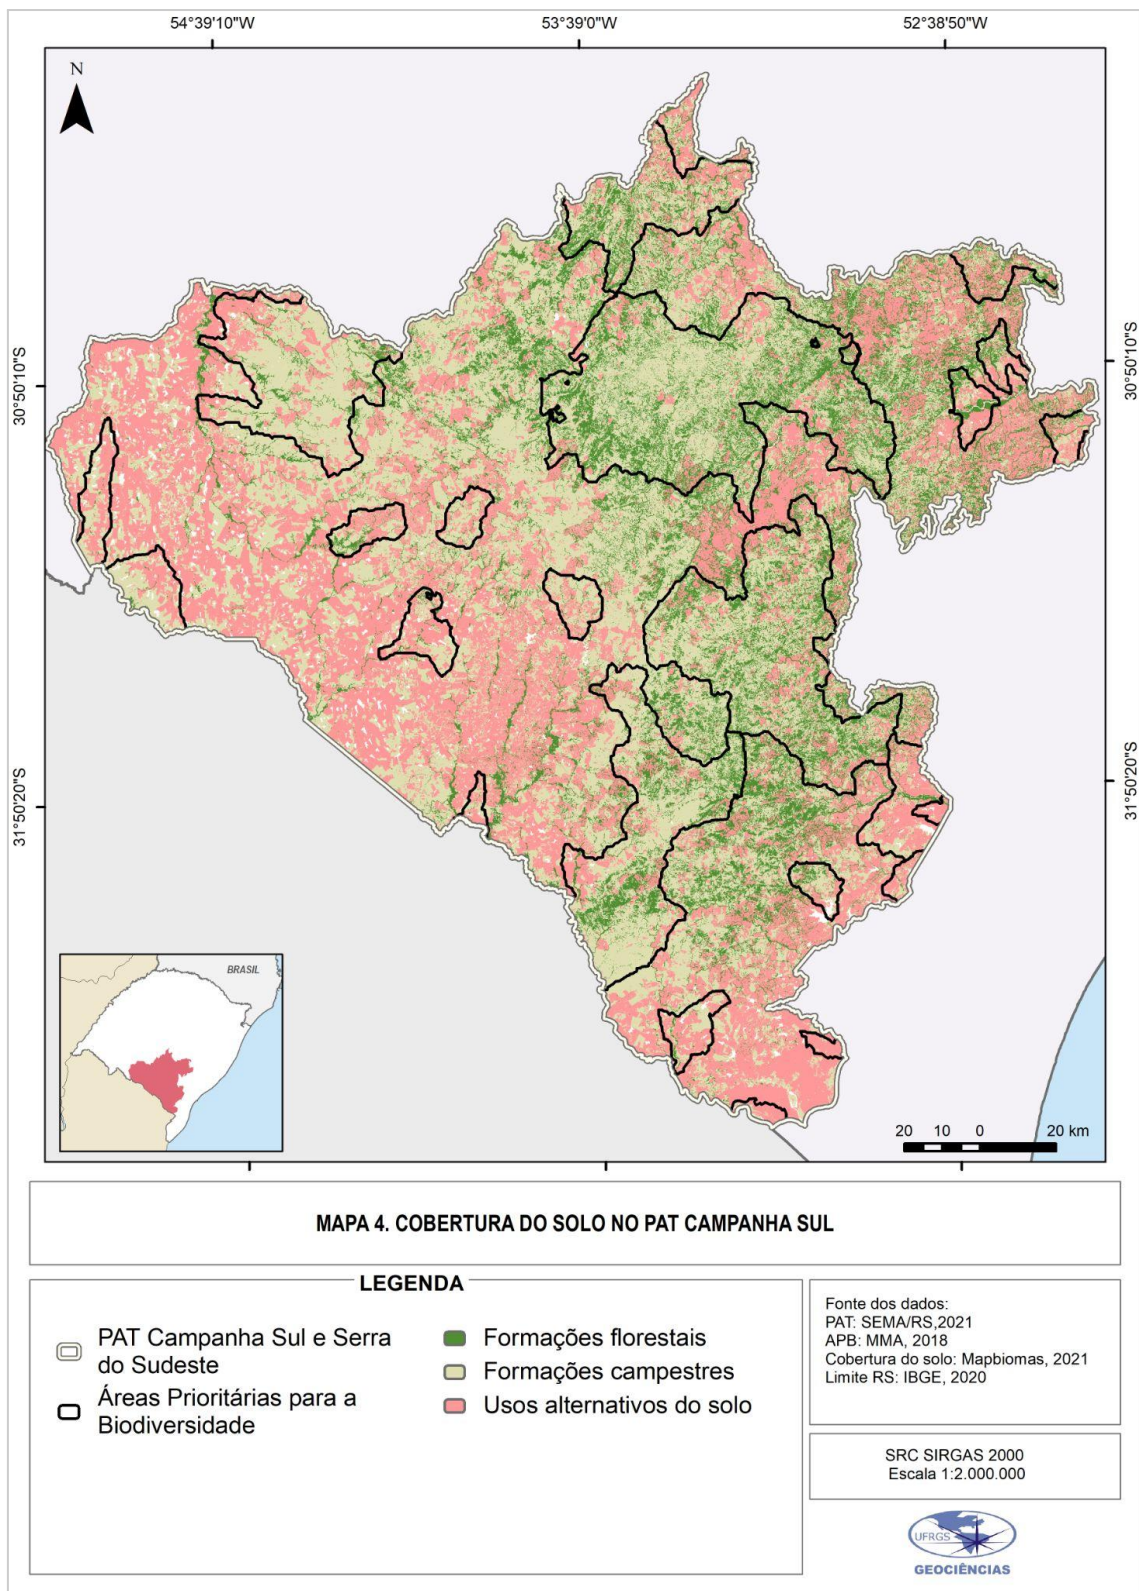 54°39'10"W
53°39'0"W
52°38'50"W
N
30°50'10"S
30°50'10"S
31°50'20"S
31°50'20"S
BRASIL
20 10 0 20 km
MAPA 4. COBERTURA DO SOLO NO PAT CAMPANHA SUL
LEGENDA
PAT Campanha Sul e Serra
do Sudeste
Áreas Prioritárias para a
Biodiversidade
Formações florestais
Formações campestres
Usos alternativos do solo
Fonte dos dados:
PAT: SEMA/RS,2021
APB: MMA, 2018
Cobertura do solo: Mapbiomas, 2021
Limite RS: IBGE, 2020
SRC SIRGAS 2000
Escala 1:2.000.000
UFRGS
GEOCIÊNCIAS